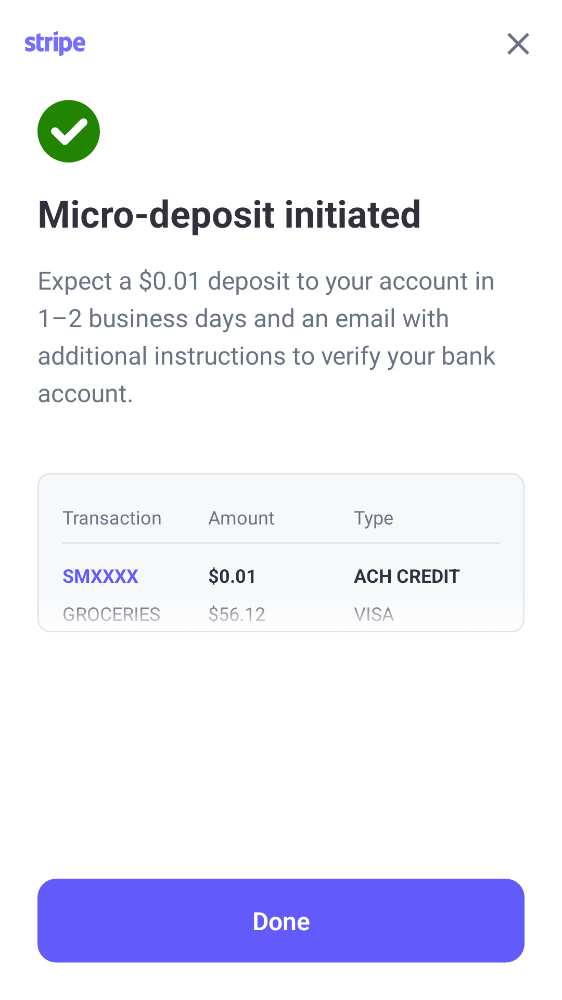 stripe
Micro-deposit initiated
Expect a $0.01 deposit to your account in
1–2 business days and an email with
additional instructions to verify your bank
account.
Transaction Amount Type
SMXXXX $0.01 ACH CREDIT
GROCERIES $56.12 VISA
Done